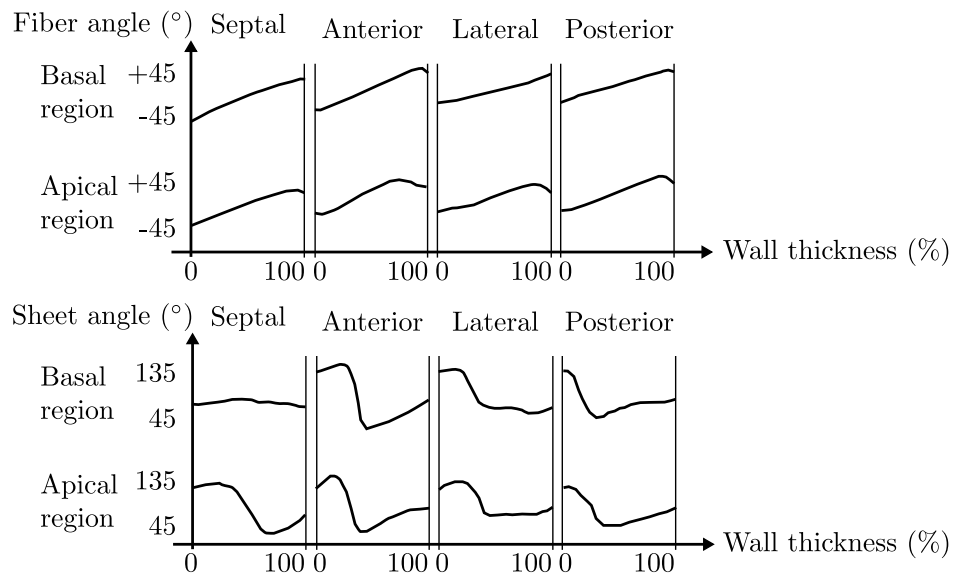 Fiber angle (°) Septal Anterior Lateral Posterior
Basal region +45 -45
Apical region +45 -45
0 100 0 100 0 100 0 100 Wall thickness (%)
Sheet angle (°) Septal Anterior Lateral Posterior
Basal region 135 45
Apical region 135 45
0 100 0 100 0 100 0 100 Wall thickness (%)